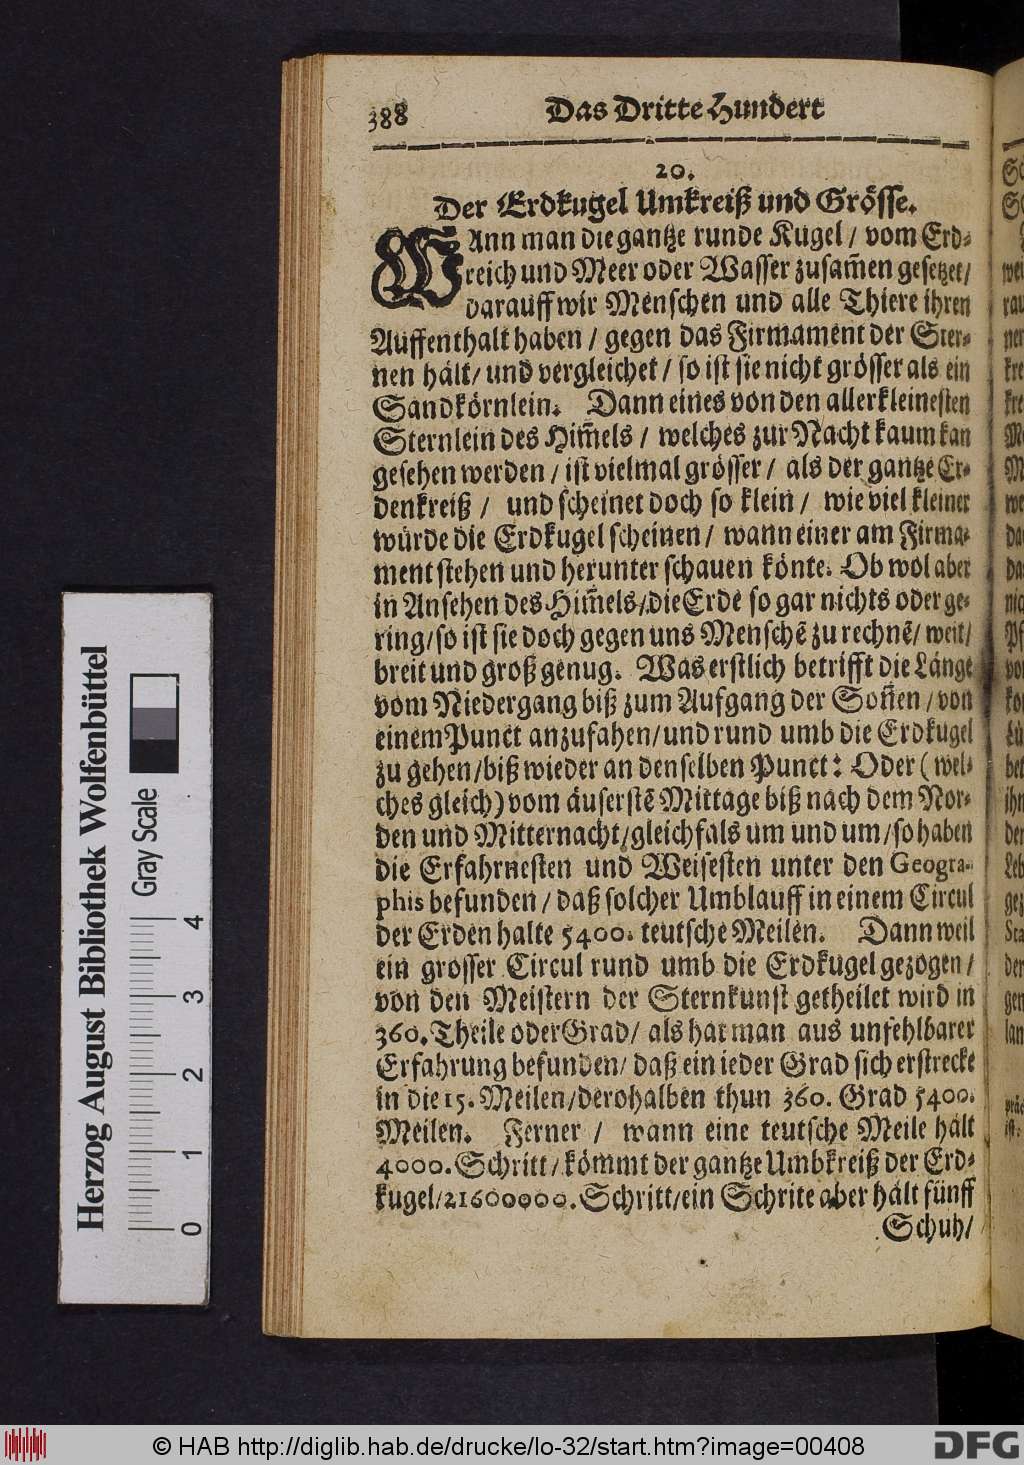 388 Das Dritte Hundert
20.
Der Erdkugel Umkreiß und Grösse.
WAnn man die gantze runde Kugel / vom Erd-
reich und Meer oder Wasser zusam̄en gesetzet /
darauff wir Menschen und alle Thiere ihren
Auffenthalt haben / gegen das Firmament der Ster-
nen hält / und vergleichet / so ist sie nicht grösser als ein
Sandkörnlein. Dann eines von den allerkleinesten
Sternlein des Him̄els / welches zur Nacht kaum kan
gesehen werden / ist vielmal grösser / als der gantze Er-
denkreiß / und scheinet doch so klein / wie viel kleiner
würde die Erdkugel scheinen / wann einer am Firma-
ment stehen und herunter schauen könte. Ob wol aber
in Ansehen des Him̄els / die Erde so gar nichts oder ge-
ring / so ist sie doch gegen uns Menschē zu rechnē / weit /
breit und groß genug. Was erstlich betrifft die Länge
vom Niedergang biß zum Aufgang der Son̄en / von
einem Punct anzufahen / und rund umb die Erdkugel
zu gehen / biß wieder an denselben Punct: Oder ( wel-
ches gleich ) vom äuserstē Mittage biß nach dem Nor-
den und Mitternacht / gleichfals um und um / so haben
die Erfahrnesten und Weisesten unter den Geogra-
phis befunden / daß solcher Umblauff in einem Circul
der Erden halte 5400. teutsche Meilen. Dann weil
ein grosser Circul rund umb die Erdkugel gezogen /
von den Meistern der Sternkunst getheilet wird in
360. Theile oder Grad / als hat man aus unfehlbarer
Erfahrung befunden / daß ein ieder Grad sich erstrecke
in die 15. Meilen / derohalben thun 360. Grad 5400.
Meilen. Ferner / wann eine teutsche Meile hält
4000. Schritt / kömmt der gantze Umbkreiß der Erd-
kugel / 21600000. Schritt / ein Schrite aber hält fünff
Schuh /
Herzog August Bibliothek Wolfenbüttel
Gray Scale
0 1 2 3 4
© HAB http://diglib.hab.de/drucke/lo-32/start.htm?image=00408
DFG